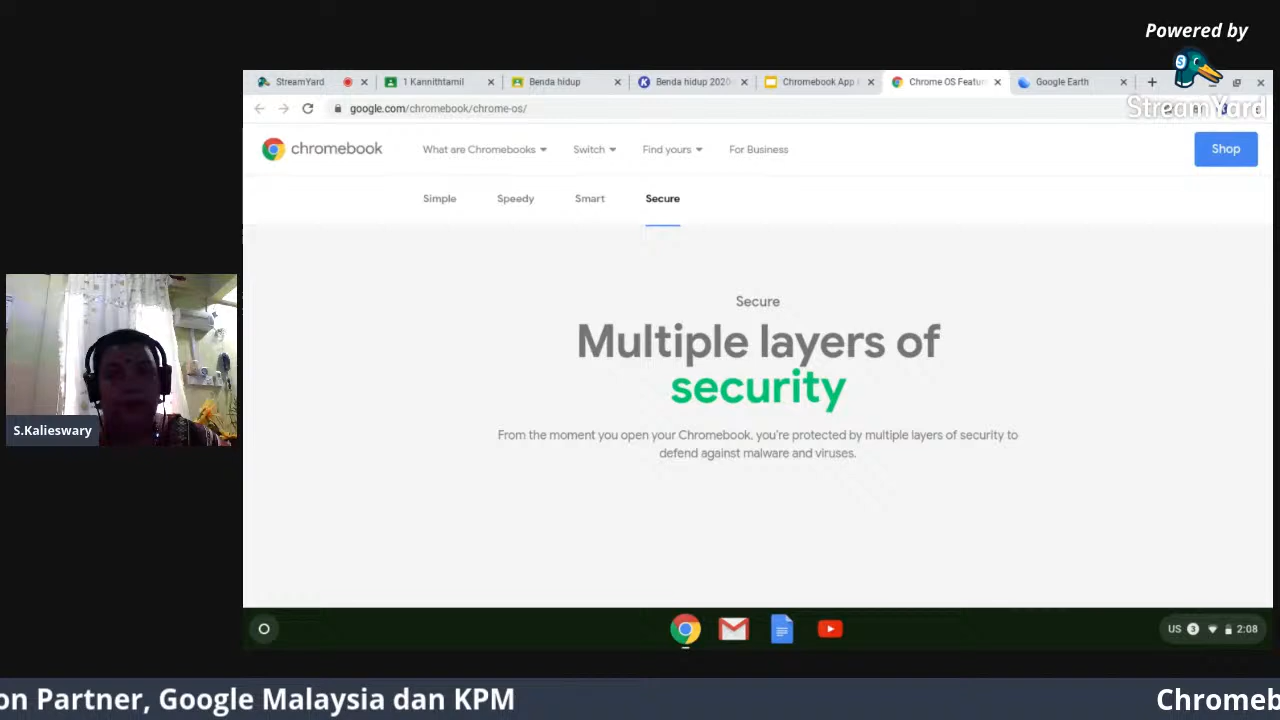 Powered by
StreamYard
StreamYard
1 Kannithtamil
Benda hidup
Benda hidup 2020
Chromebook App
Chrome OS Featur
Google Earth
google.com/chromebook/chrome-os/
chromebook
What are Chromebooks
Switch
Find yours
For Business
Shop
Simple
Speedy
Smart
Secure
Secure
Multiple layers of
security
From the moment you open your Chromebook, you're protected by multiple layers of security to
defend against malware and viruses.
S.Kalieswary
US 3 2:08
on Partner, Google Malaysia dan KPM
Chromeb